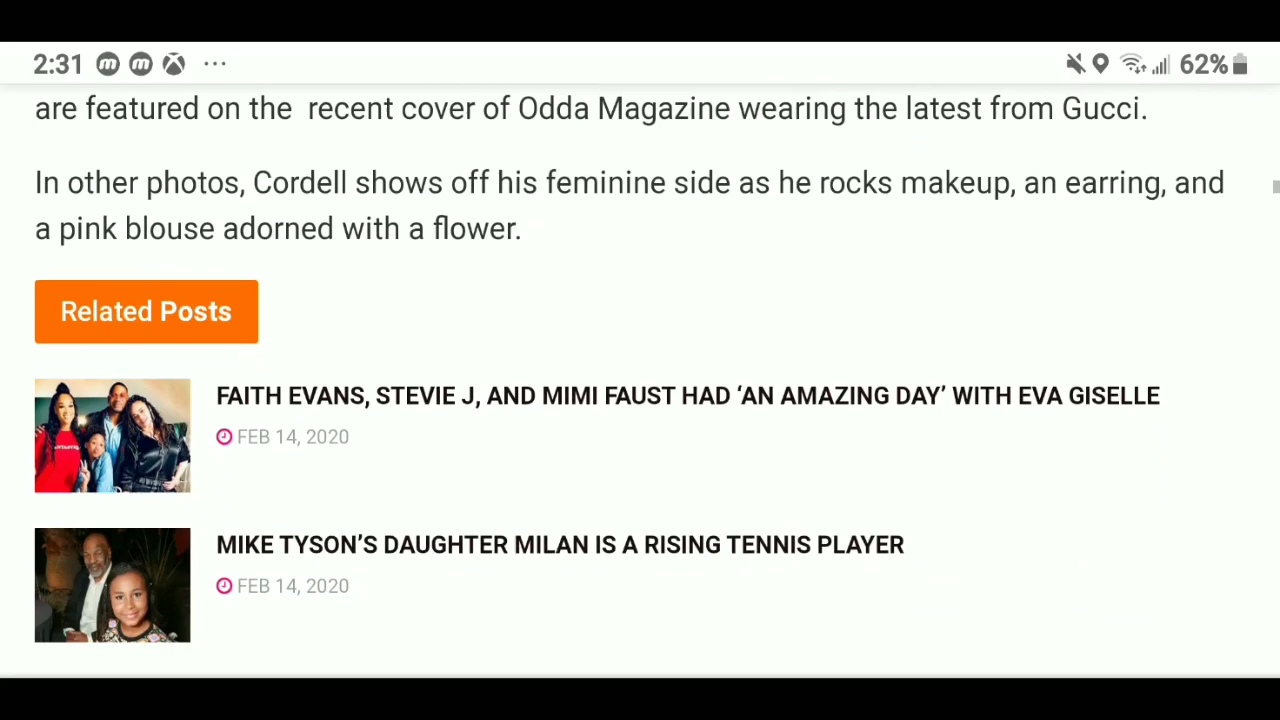 2:31 m m ... 62%
are featured on the recent cover of Odda Magazine wearing the latest from Gucci.
In other photos, Cordell shows off his feminine side as he rocks makeup, an earring, and
a pink blouse adorned with a flower.
Related Posts
FAITH EVANS, STEVIE J, AND MIMI FAUST HAD ‘AN AMAZING DAY’ WITH EVA GISELLE
FEB 14, 2020
MIKE TYSON’S DAUGHTER MILAN IS A RISING TENNIS PLAYER
FEB 14, 2020